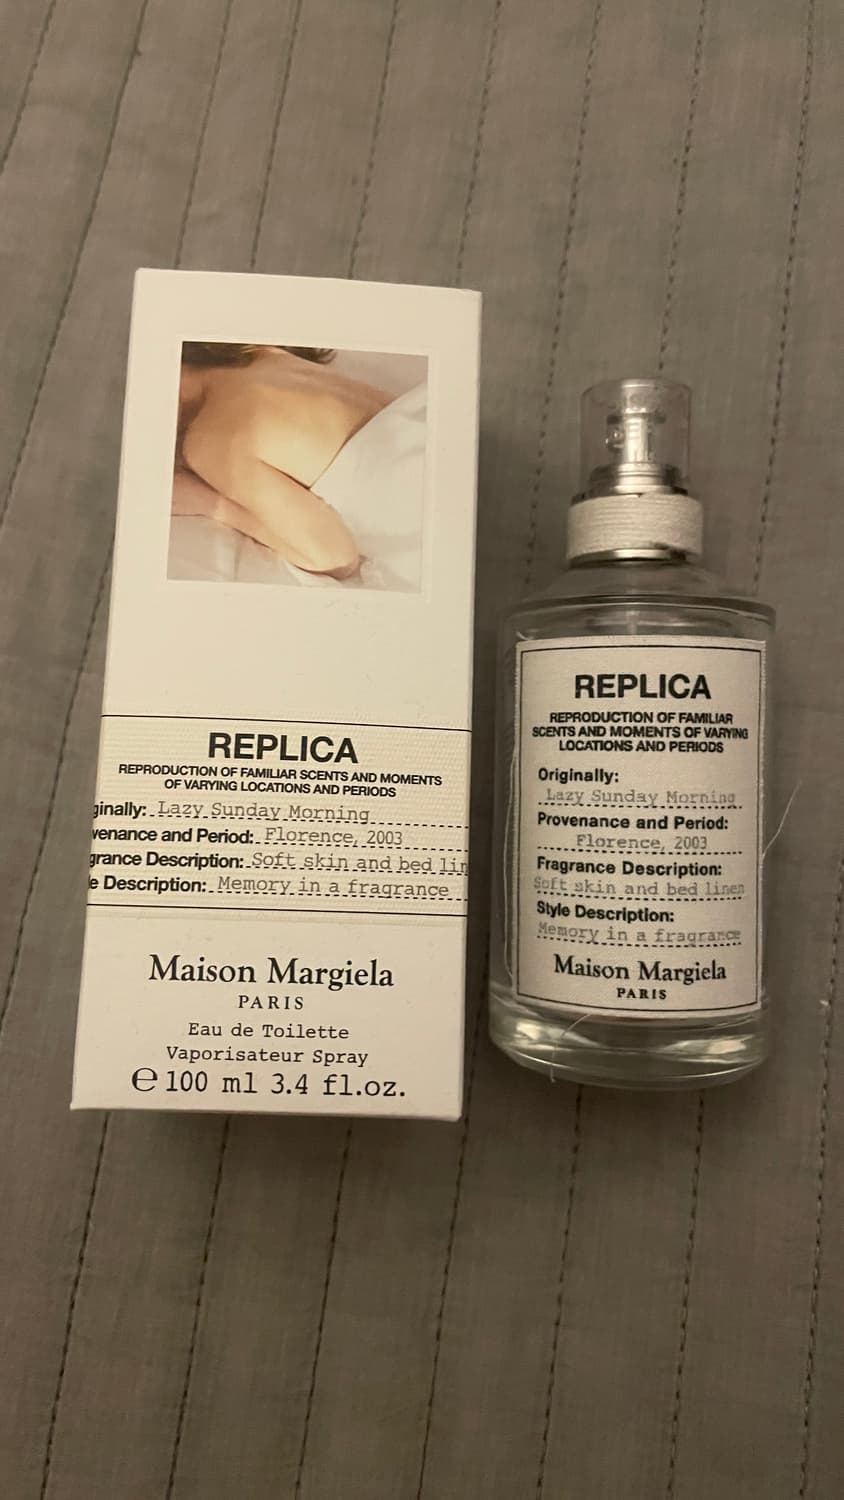 REPLICA
REPRODUCTION OF FAMILIAR SCENTS AND MOMENTS
OF VARYING LOCATIONS AND PERIODS
ginally: Lazy Sunday Morning
venance and Period: Florence, 2003
grance Description: Soft skin and bed lin
e Description: Memory in a fragrance
Maison Margiela
PARIS
Eau de Toilette
Vaporisateur Spray
℮ 100 ml 3.4 fl.oz.
REPLICA
REPRODUCTION OF FAMILIAR
SCENTS AND MOMENTS OF VARYING
LOCATIONS AND PERIODS
Originally:
Lazy Sunday Morning
Provenance and Period:
Florence, 2003
Fragrance Description:
Soft skin and bed linen
Style Description:
Memory in a fragrance
Maison Margiela
PARIS